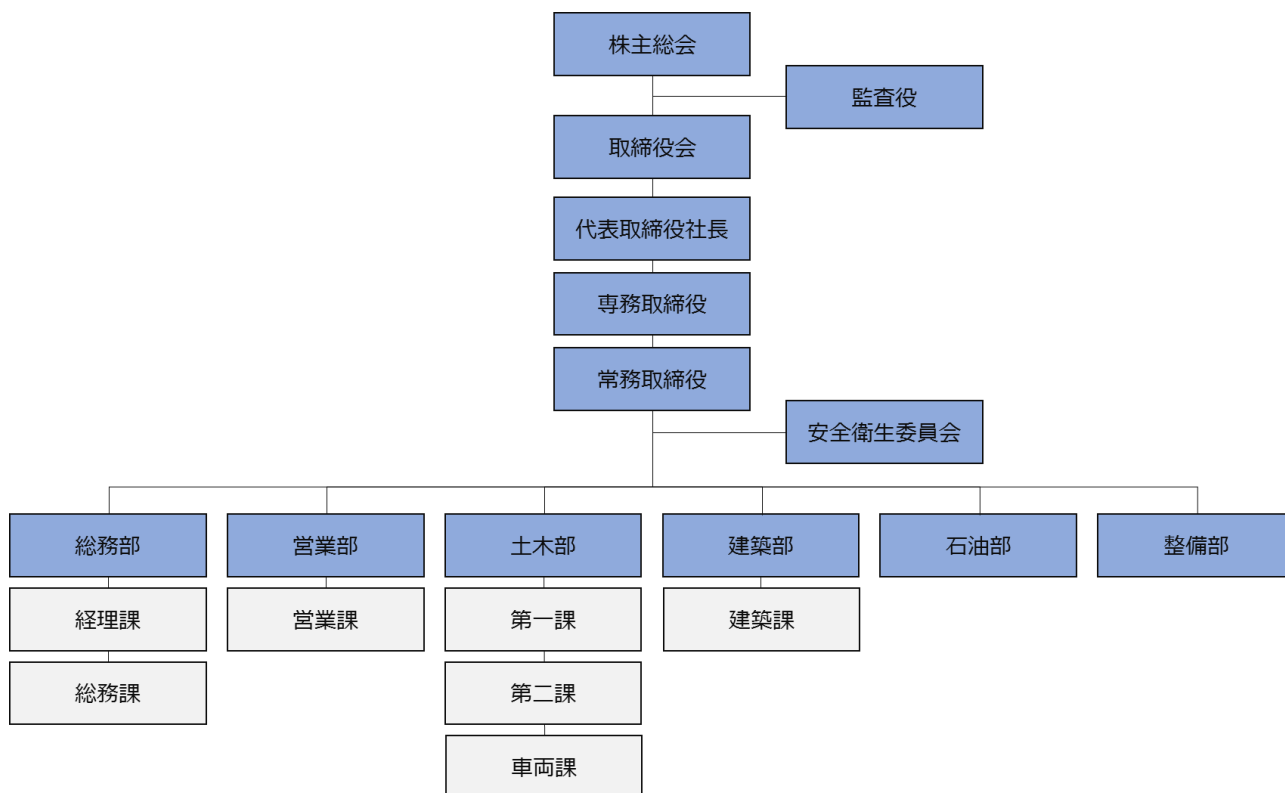 株主総会
監査役
取締役会
代表取締役社長
専務取締役
常務取締役
安全衛生委員会
総務部
営業部
土木部
建築部
石油部
整備部
経理課
営業課
第一課
建築課
総務課
第二課
車両課